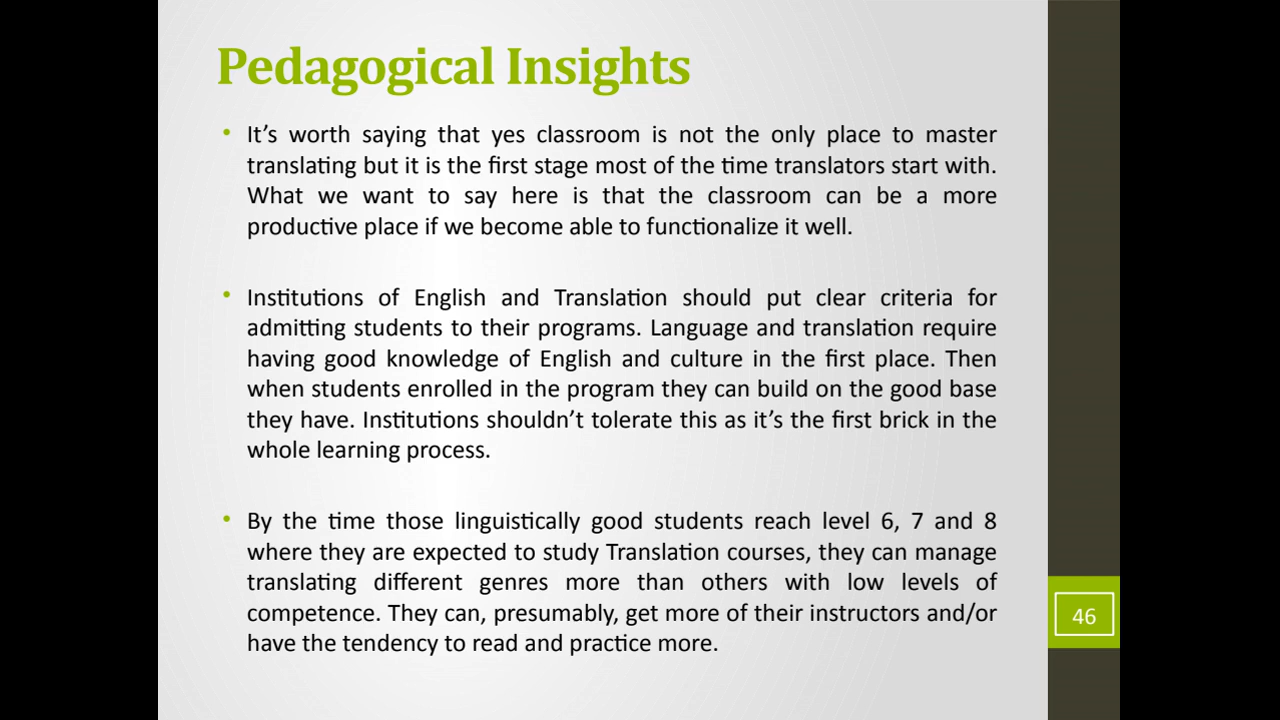 Pedagogical Insights
• It’s worth saying that yes classroom is not the only place to master
translating but it is the first stage most of the time translators start with.
What we want to say here is that the classroom can be a more
productive place if we become able to functionalize it well.
• Institutions of English and Translation should put clear criteria for
admitting students to their programs. Language and translation require
having good knowledge of English and culture in the first place. Then
when students enrolled in the program they can build on the good base
they have. Institutions shouldn’t tolerate this as it’s the first brick in the
whole learning process.
• By the time those linguistically good students reach level 6, 7 and 8
where they are expected to study Translation courses, they can manage
translating different genres more than others with low levels of
competence. They can, presumably, get more of their instructors and/or
have the tendency to read and practice more.
46